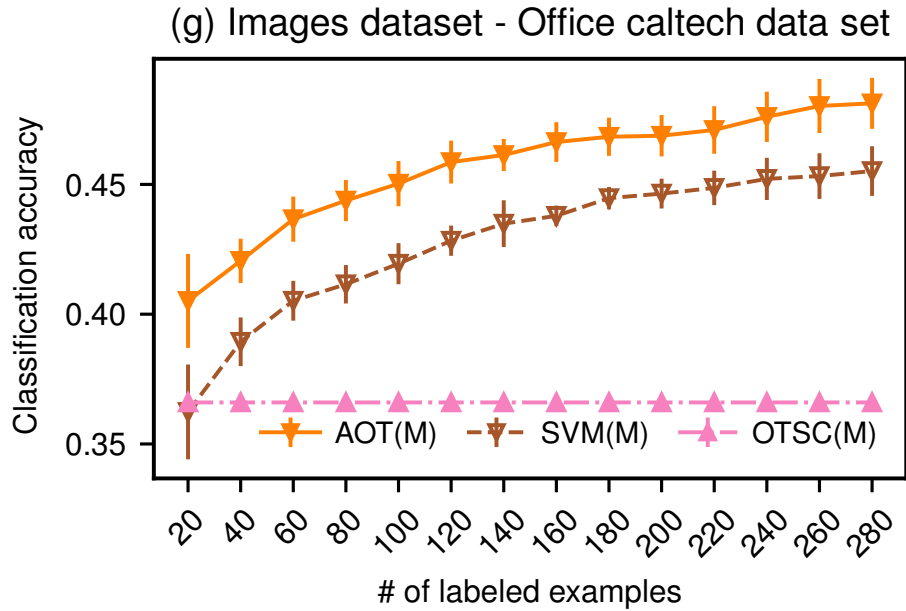 (g) Images dataset - Office caltech data set
Classification accuracy
0.45
0.40
0.35
AOT(M) SVM(M) OTSC(M)
20 40 60 80 100 120 140 160 180 200 220 240 260 280
# of labeled examples